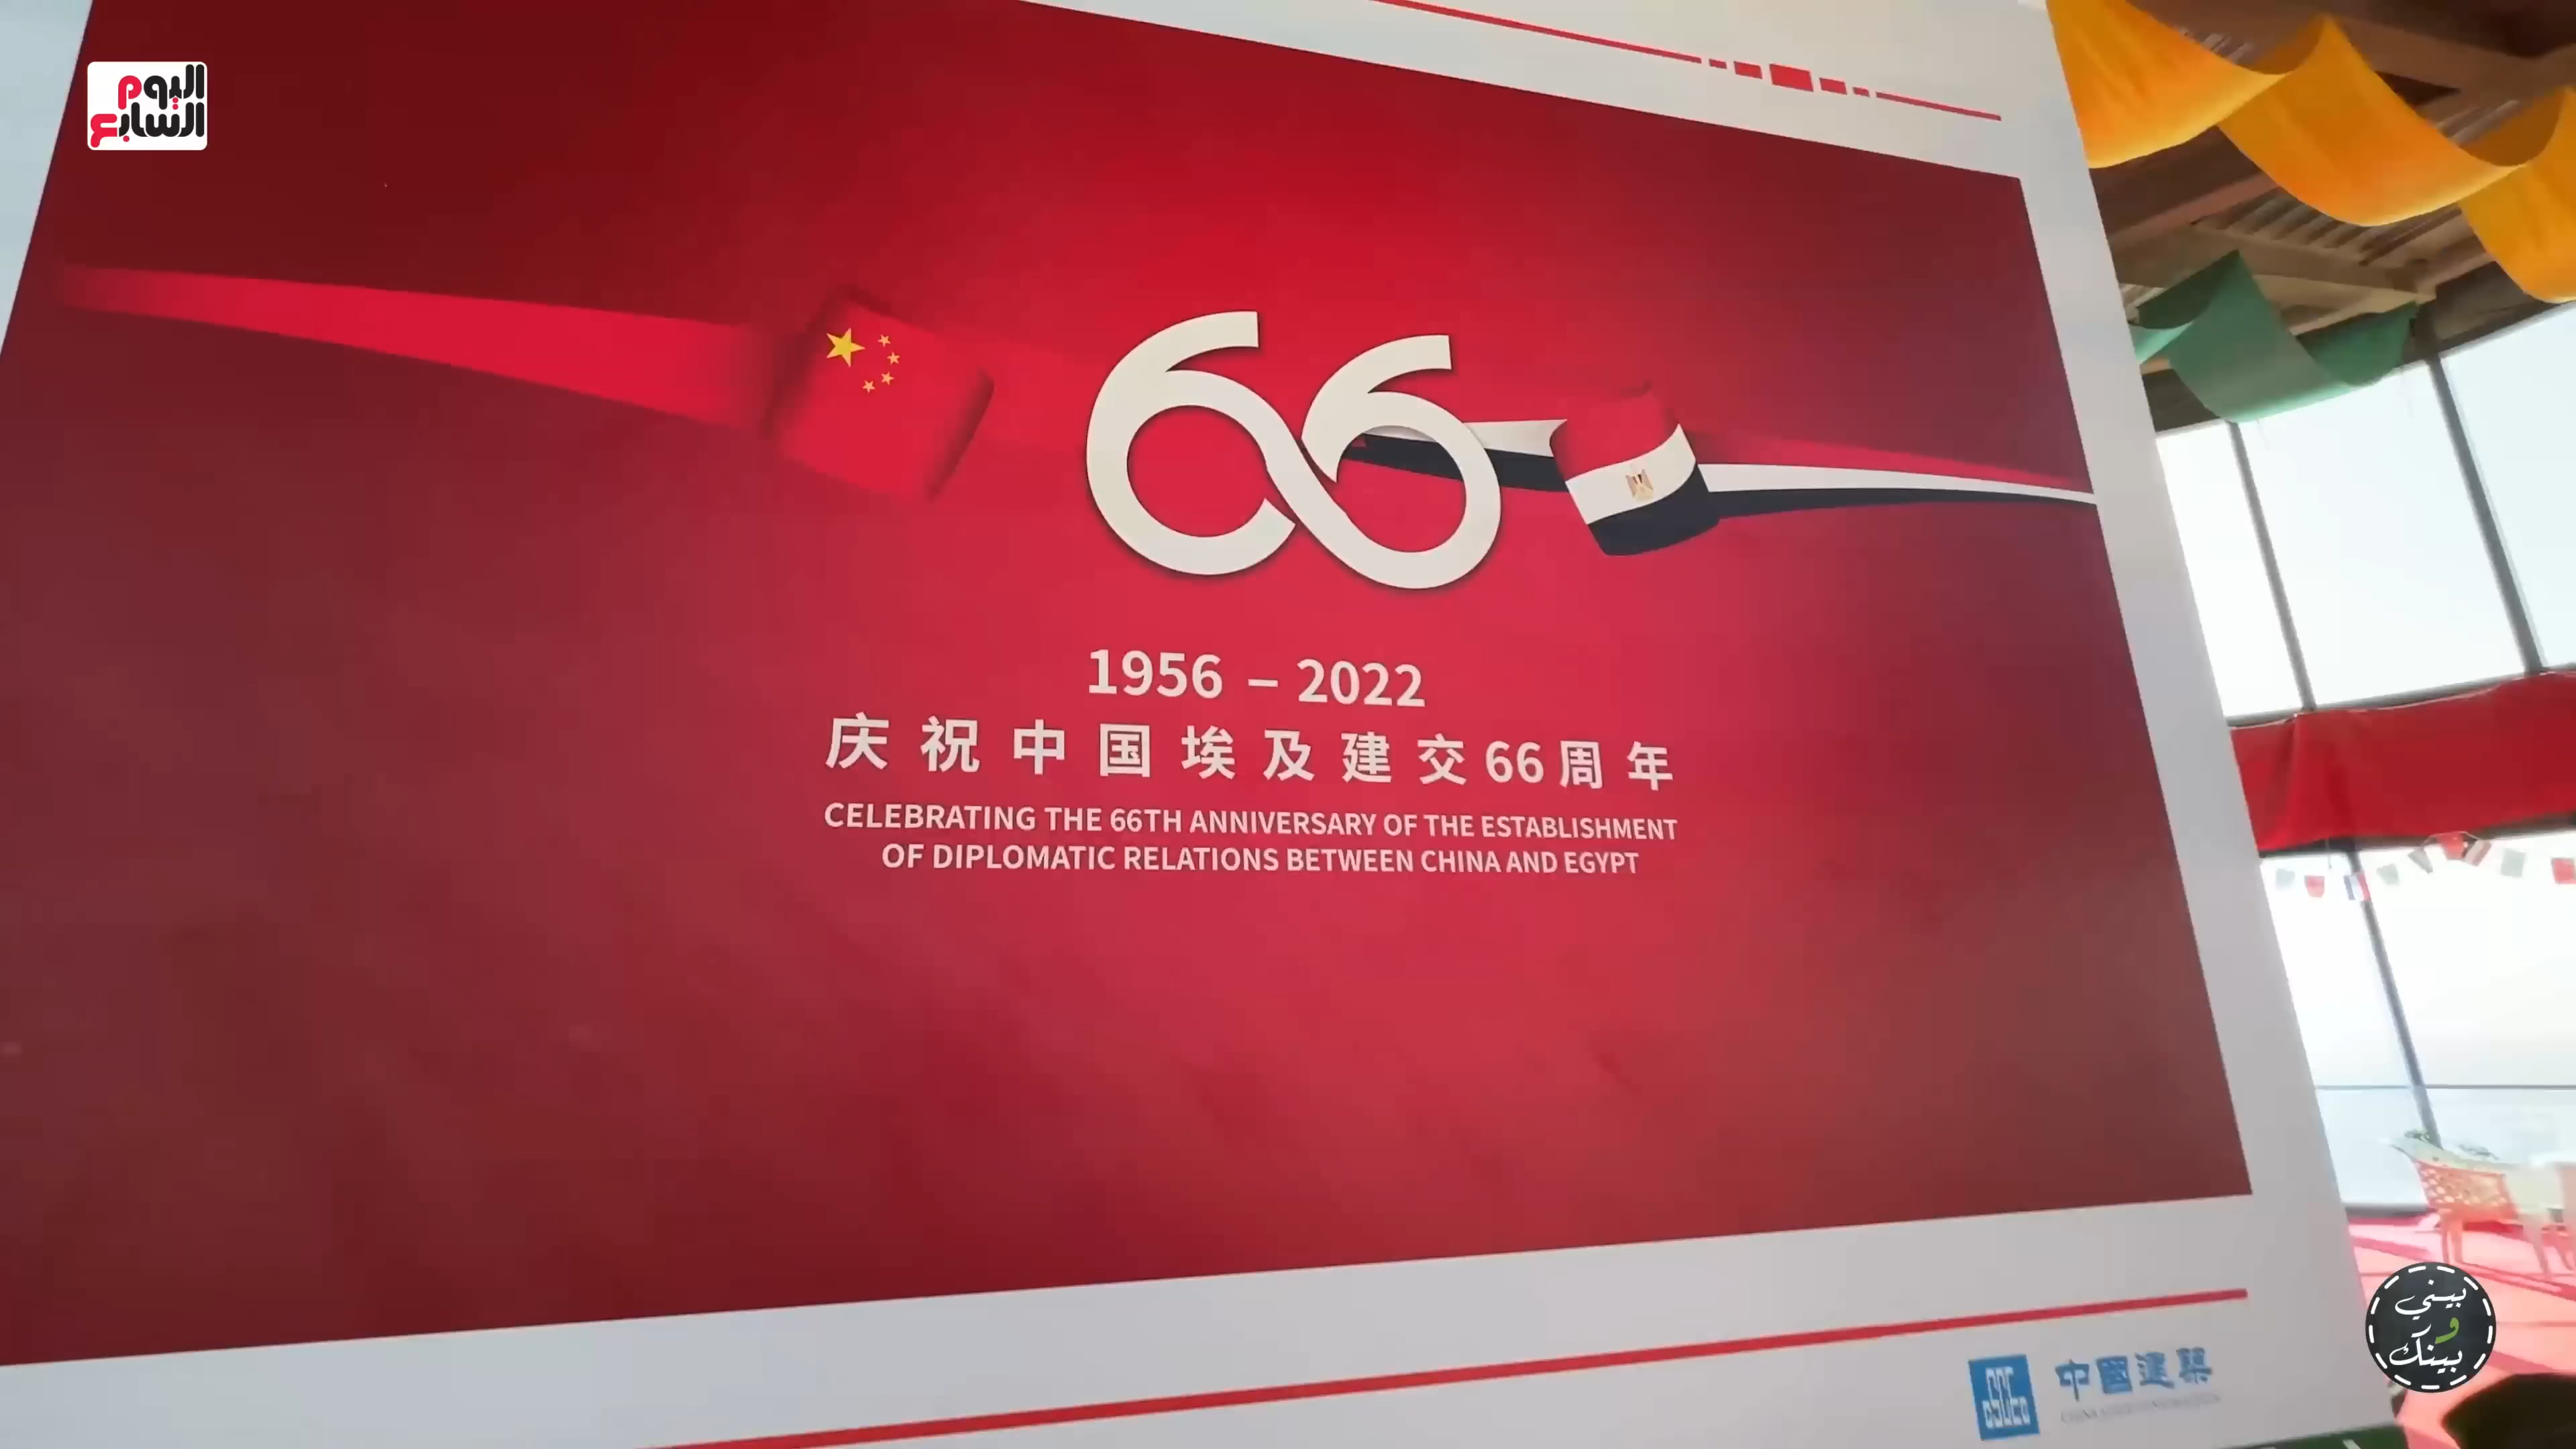 اليوم
السابع
66
1956 – 2022
庆祝中国埃及建交66周年
CELEBRATING THE 66TH ANNIVERSARY OF THE ESTABLISHMENT
OF DIPLOMATIC RELATIONS BETWEEN CHINA AND EGYPT
中國建築
بيني
و
بينك